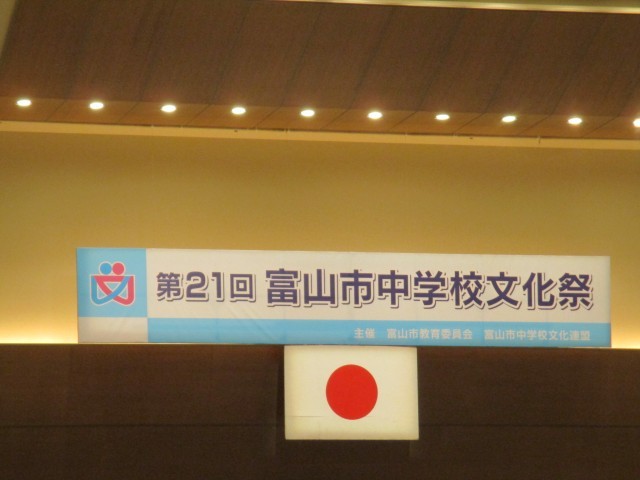 第21回 富山市中学校文化祭
主催 富山市教育委員会 富山市中学校文化連盟